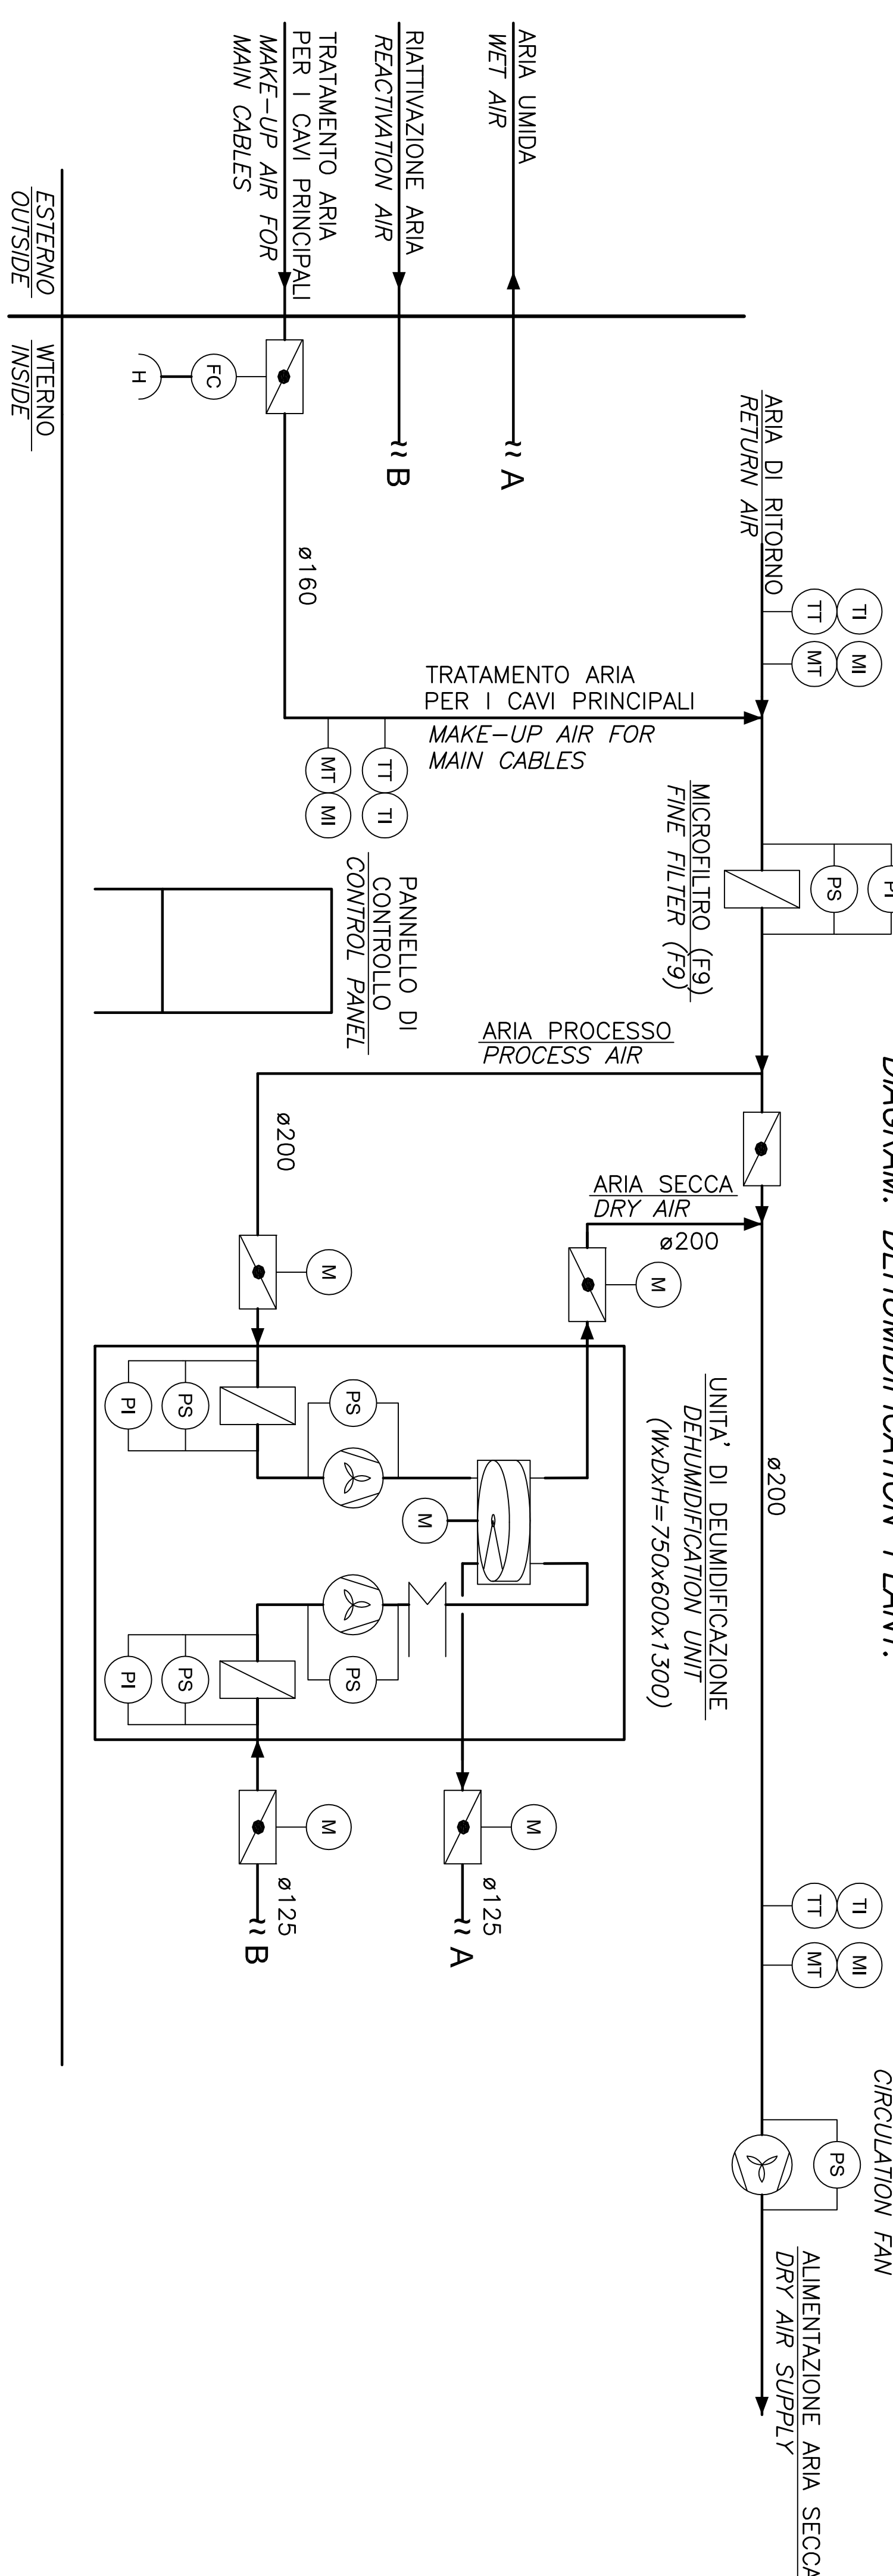 DIAGRAM: DEHUMIDIFICATION PLANT.
CIRCULATION FAN
TI
MI
TT
MT
PI
PS
TI
MI
TT
MT
PS
ARIA DI RITORNO
RETURN AIR
ø200
ALIMENTAZIONE ARIA SECCA
DRY AIR SUPPLY
MICROFILTRO (F9)
FINE FILTER (F9)
ARIA SECCA
DRY AIR
ø200
M
UNITA' DI DEUMIDIFICAZIONE
DEHUMIDIFICATION UNIT
(WxDxH=750x600x1300)
ARIA UMIDA
WET AIR
≈ A
RIATTIVAZIONE ARIA
REACTIVATION AIR
≈ B
TRATAMENTO ARIA
PER I CAVI PRINCIPALI
MAKE-UP AIR FOR
MAIN CABLES
TRATAMENTO ARIA
PER I CAVI PRINCIPALI
MAKE-UP AIR FOR
MAIN CABLES
ø160
TT
TI
MT
MI
FC
H
PANNELLO DI
CONTROLLO
CONTROL PANEL
ARIA PROCESSO
PROCESS AIR
ø200
M
PS
M
PS
PS
PI
PS
PI
M
ø125
≈ A
M
ø125
≈ B
ESTERNO
OUTSIDE
WTERNO
INSIDE